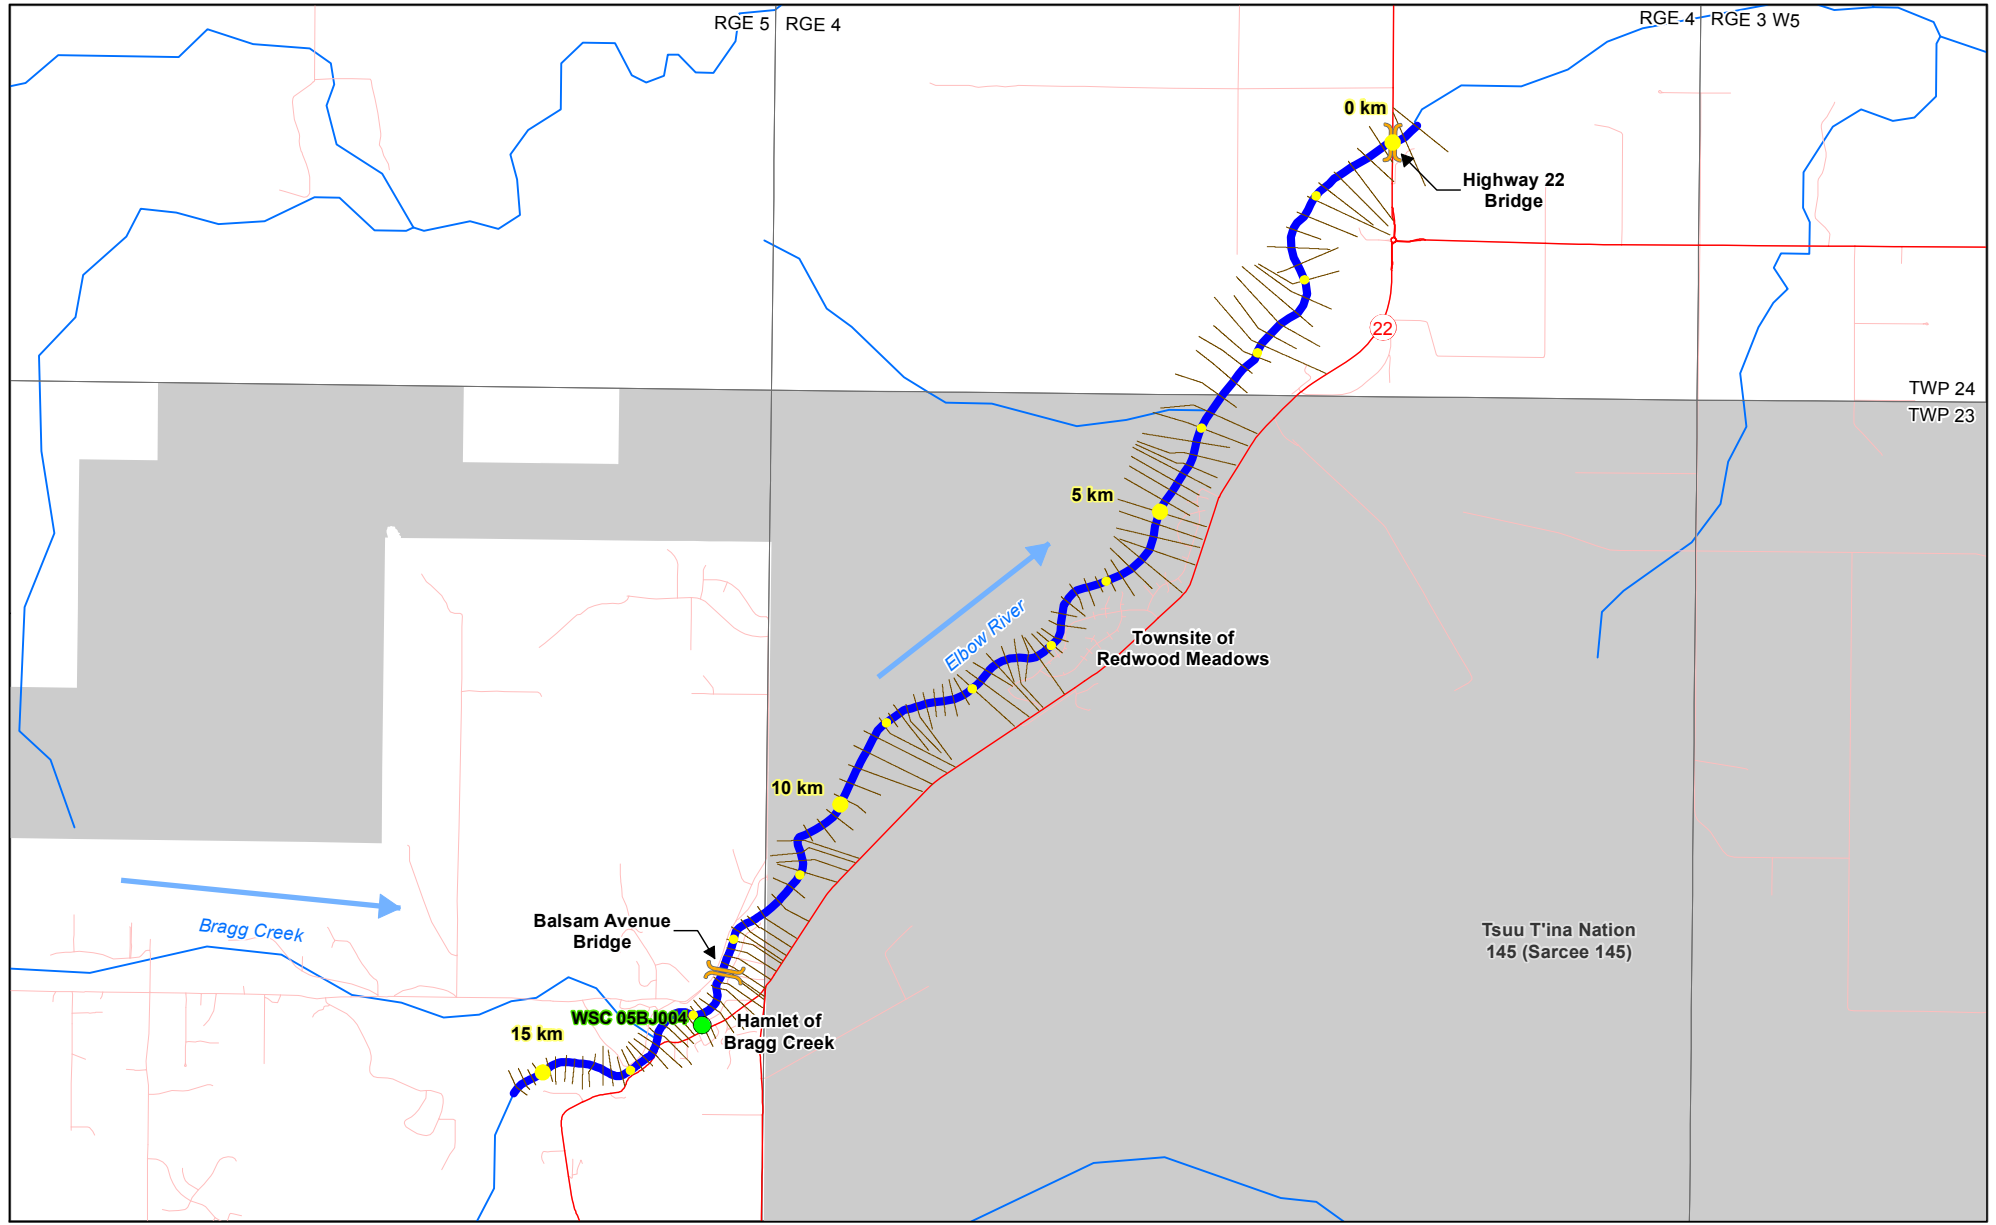 RGE 5 RGE 4
RGE 4 RGE 3 W5
0 km
Highway 22
Bridge
22
TWP 24
TWP 23
5 km
Elbow River
Townsite of
Redwood Meadows
10 km
Balsam Avenue
Bridge
Bragg Creek
Tsuu T'ina Nation
145 (Sarcee 145)
WSC 05BJ004
Hamlet of
Bragg Creek
15 km